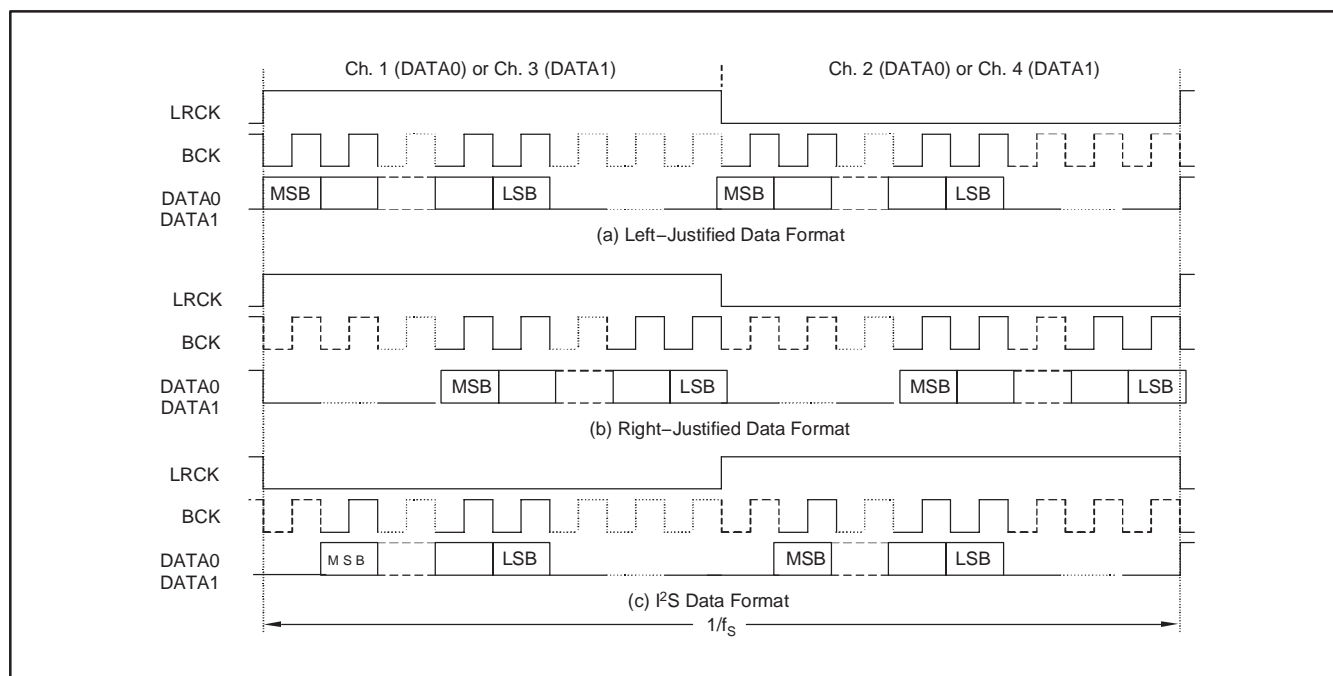 Ch. 1 (DATA0) or Ch. 3 (DATA1) Ch. 2 (DATA0) or Ch. 4 (DATA1)
LRCK
BCK
DATA0 MSB LSB MSB LSB
DATA1
(a) Left−Justified Data Format
LRCK
BCK
DATA0 MSB LSB MSB LSB
DATA1
(b) Right−Justified Data Format
LRCK
BCK
DATA0 MSB LSB MSB LSB
DATA1
(c) I²S Data Format
1/fS